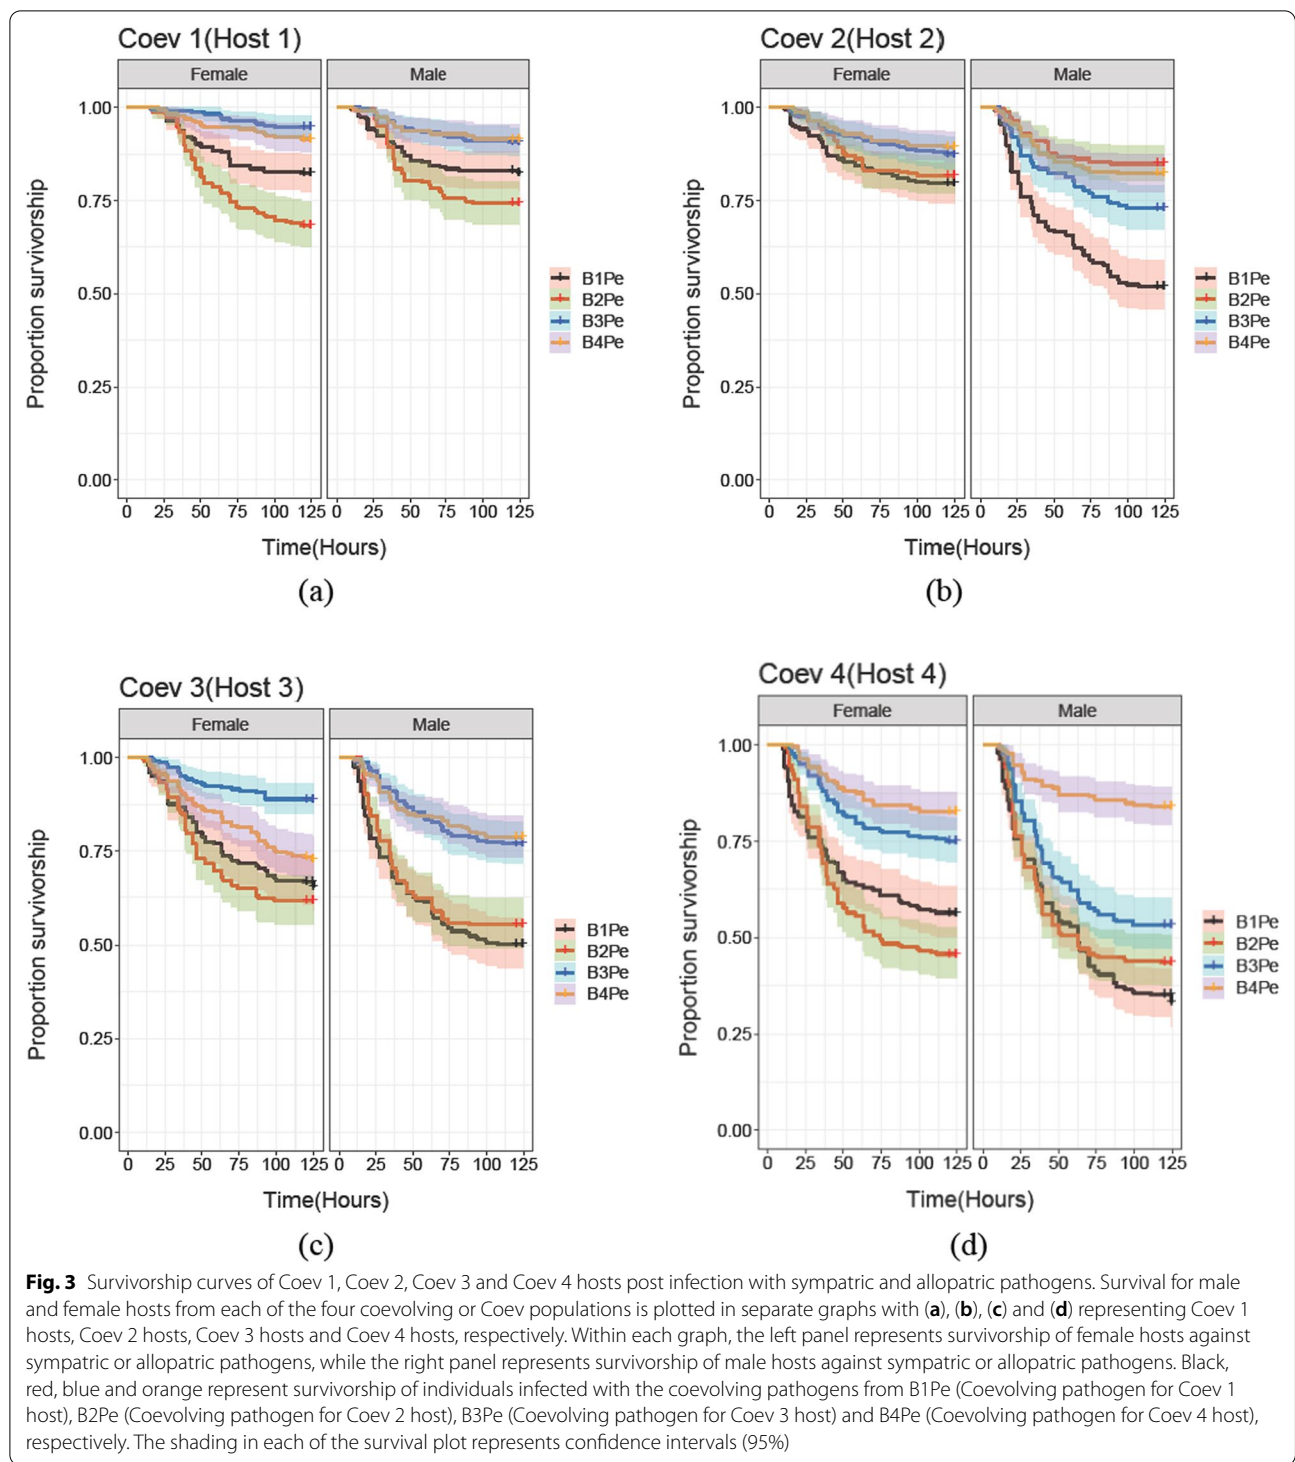 Coev 1(Host 1)
Female
Male
1.00
0.75
0.50
0.25
0.00
Proportion survivorship
0 25 50 75 100 125
0 25 50 75 100 125
Time(Hours)
B1Pe
B2Pe
B3Pe
B4Pe
(a)
Coev 2(Host 2)
Female
Male
1.00
0.75
0.50
0.25
0.00
Proportion survivorship
0 25 50 75 100 125
0 25 50 75 100 125
Time(Hours)
B1Pe
B2Pe
B3Pe
B4Pe
(b)
Coev 3(Host 3)
Female
Male
1.00
0.75
0.50
0.25
0.00
Proportion survivorship
0 25 50 75 100 125
0 25 50 75 100 125
Time(Hours)
B1Pe
B2Pe
B3Pe
B4Pe
(c)
Coev 4(Host 4)
Female
Male
1.00
0.75
0.50
0.25
0.00
Proportion survivorship
0 25 50 75 100 125
0 25 50 75 100 125
Time(Hours)
B1Pe
B2Pe
B3Pe
B4Pe
(d)
Fig. 3 Survivorship curves of Coev 1, Coev 2, Coev 3 and Coev 4 hosts post infection with sympatric and allopatric pathogens. Survival for male
and female hosts from each of the four coevolving or Coev populations is plotted in separate graphs with (a), (b), (c) and (d) representing Coev 1
hosts, Coev 2 hosts, Coev 3 hosts and Coev 4 hosts, respectively. Within each graph, the left panel represents survivorship of female hosts against
sympatric or allopatric pathogens, while the right panel represents survivorship of male hosts against sympatric or allopatric pathogens. Black,
red, blue and orange represent survivorship of individuals infected with the coevolving pathogens from B1Pe (Coevolving pathogen for Coev 1
host), B2Pe (Coevolving pathogen for Coev 2 host), B3Pe (Coevolving pathogen for Coev 3 host) and B4Pe (Coevolving pathogen for Coev 4 host),
respectively. The shading in each of the survival plot represents confidence intervals (95%)